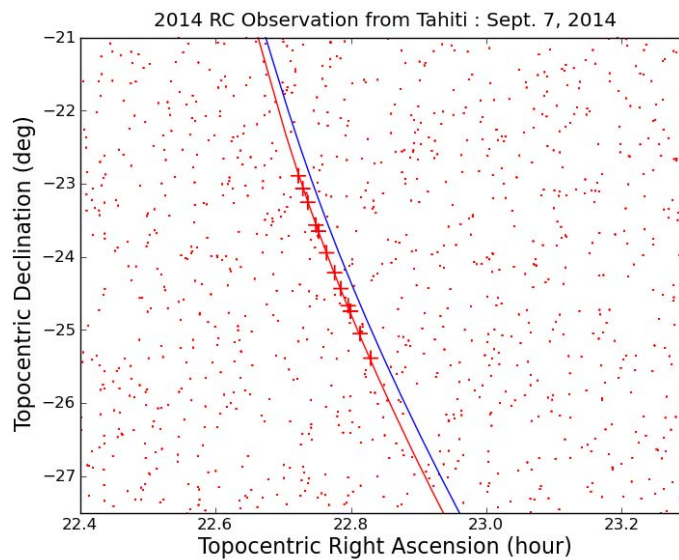 2014 RC Observation from Tahiti : Sept. 7, 2014
Topocentric Declination (deg)
−21
−22
−23
−24
−25
−26
−27
22.4 22.6 22.8 23.0 23.2
Topocentric Right Ascension (hour)